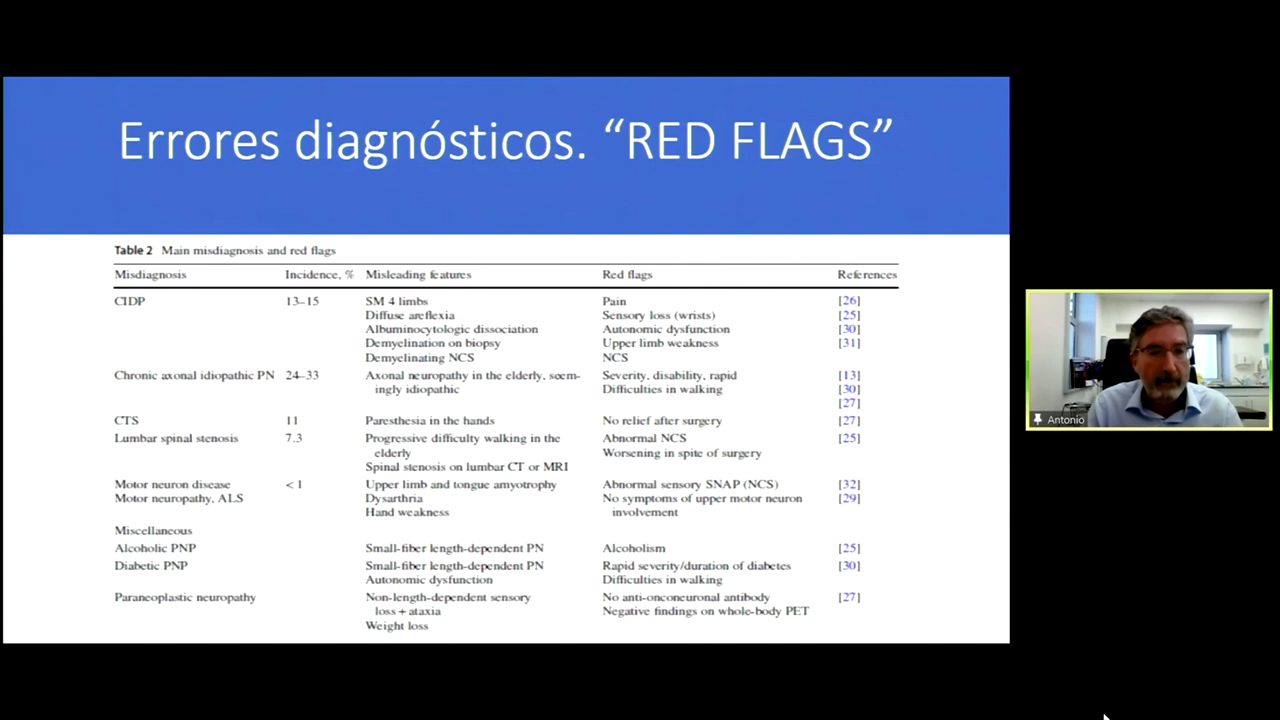 Errores diagnósticos. “RED FLAGS”
Table 2 Main misdiagnosis and red flags
Misdiagnosis Incidence, % Misleading features Red flags References
CIDP 13–15 SM 4 limbs Pain [26]
Diffuse areflexia Sensory loss (wrists) [25]
Albuminocytologic dissociation Autonomic dysfunction [30]
Demyelination on biopsy Upper limb weakness [31]
Demyelinating NCS NCS
Chronic axonal idiopathic PN 24–33 Axonal neuropathy in the elderly, seem- Severity, disability, rapid [13]
ingly idiopathic Difficulties in walking [30]
[27]
CTS 11 Paresthesia in the hands No relief after surgery [27]
Lumbar spinal stenosis 7.3 Progressive difficulty walking in the Abnormal NCS [25]
elderly Worsening in spite of surgery
Spinal stenosis on lumbar CT or MRI
Motor neuron disease < 1 Upper limb and tongue amyotrophy Abnormal sensory SNAP (NCS) [32]
Motor neuropathy, ALS Dysarthria No symptoms of upper motor neuron [29]
Hand weakness involvement
Miscellaneous
Alcoholic PNP Small-fiber length-dependent PN Alcoholism [25]
Diabetic PNP Small-fiber length-dependent PN Rapid severity/duration of diabetes [30]
Autonomic dysfunction Difficulties in walking
Paraneoplastic neuropathy Non-length-dependent sensory No anti-onconeuronal antibody [27]
loss + ataxia Negative findings on whole-body PET
Weight loss
Antonio